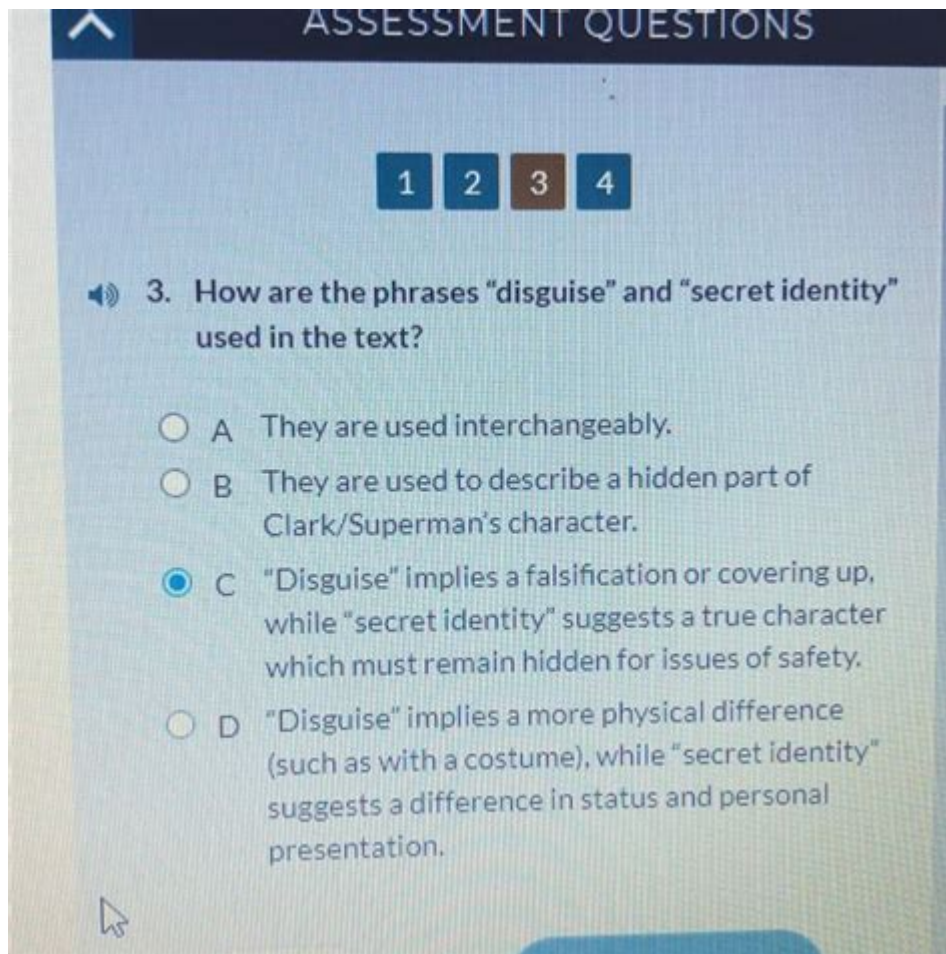 ASSESSMENT QUESTIONS
1 2 3 4
3. How are the phrases “disguise” and “secret identity”
used in the text?
A They are used interchangeably.
B They are used to describe a hidden part of
Clark/Superman's character.
C “Disguise” implies a falsification or covering up,
while “secret identity” suggests a true character
which must remain hidden for issues of safety.
D “Disguise” implies a more physical difference
(such as with a costume), while “secret identity”
suggests a difference in status and personal
presentation.